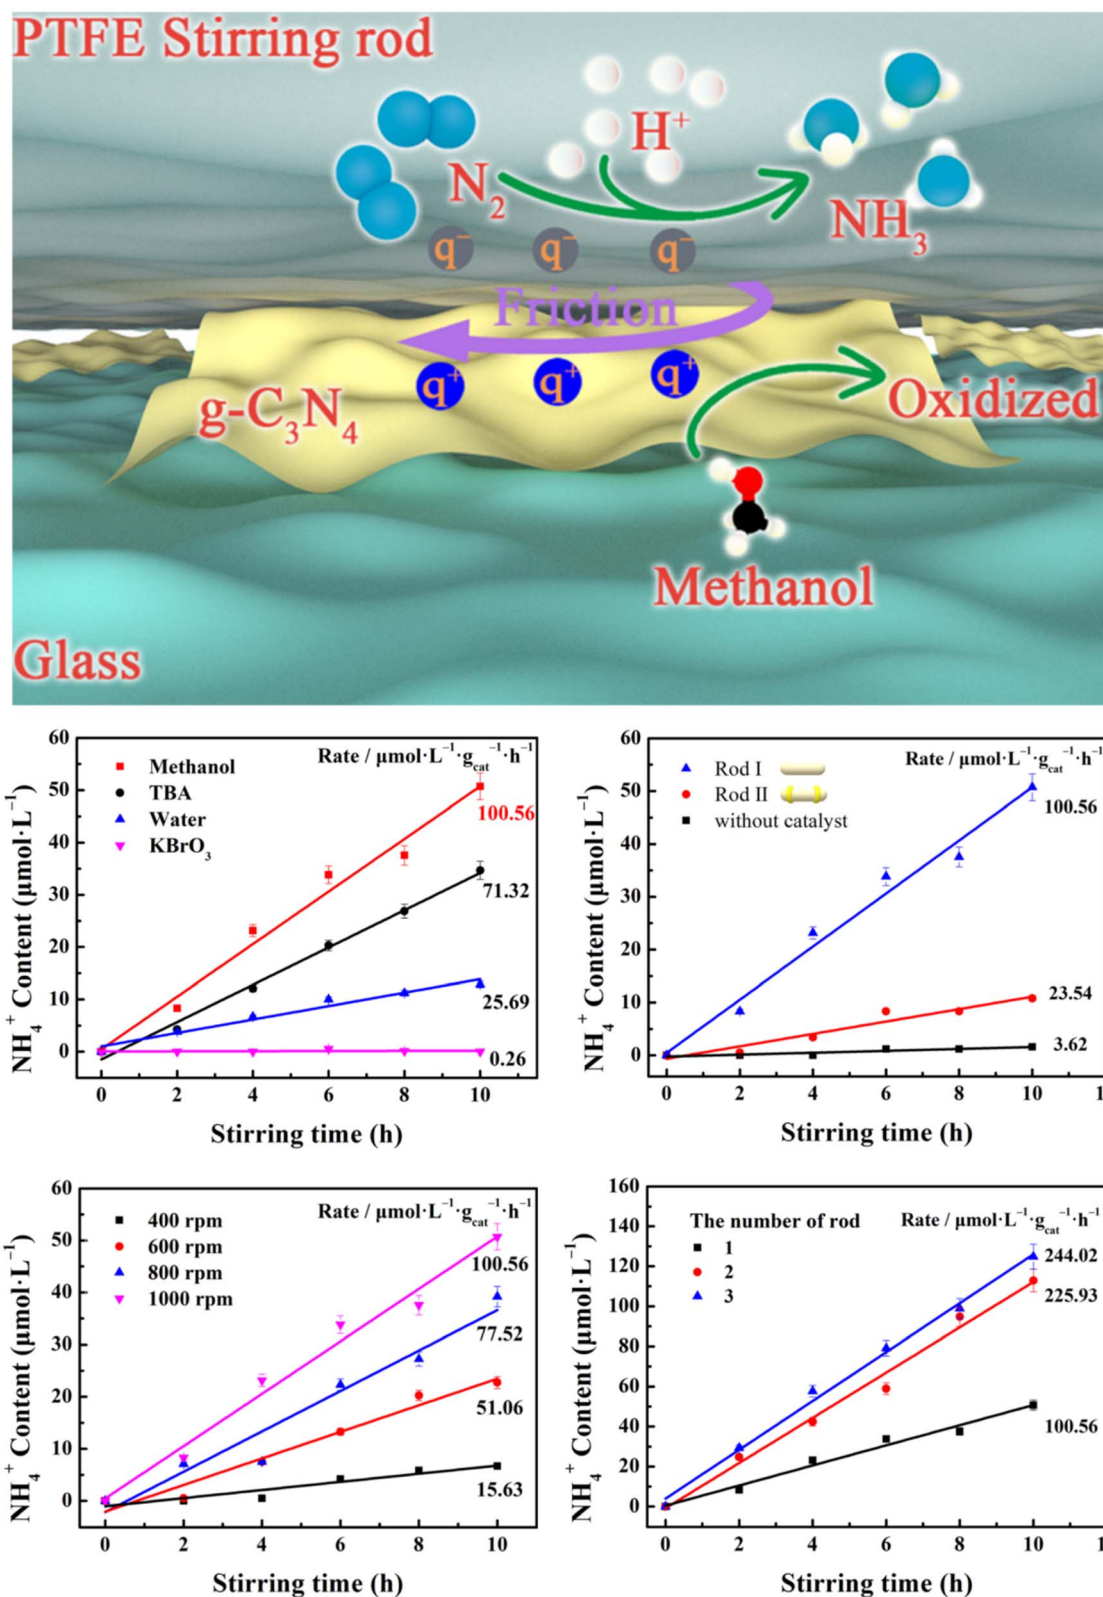 PTFE Stirring rod
H⁺
N₂
NH₃
q⁻ q⁻ q⁻
Friction
q⁺ q⁺ q⁺
g-C₃N₄
Oxidized
Methanol
Glass
Rate / μmol·L⁻¹·g_cat⁻¹·h⁻¹
Methanol
TBA
Water
KBrO₃
100.56
71.32
25.69
0.26
60
50
40
30
20
10
0
NH₄⁺ Content (μmol·L⁻¹)
0 2 4 6 8 10
Stirring time (h)
Rate / μmol·L⁻¹·g_cat⁻¹·h⁻¹
Rod I
Rod II
without catalyst
100.56
23.54
3.62
60
50
40
30
20
10
0
NH₄⁺ Content (μmol·L⁻¹)
0 2 4 6 8 10 1
Stirring time (h)
Rate / μmol·L⁻¹·g_cat⁻¹·h⁻¹
400 rpm
600 rpm
800 rpm
1000 rpm
100.56
77.52
51.06
15.63
60
50
40
30
20
10
0
NH₄⁺ Content (μmol·L⁻¹)
0 2 4 6 8 10
Stirring time (h)
The number of rod
Rate / μmol·L⁻¹·g_cat⁻¹·h⁻¹
1
2
3
244.02
225.93
100.56
160
140
120
100
80
60
40
20
0
NH₄⁺ Content (μmol·L⁻¹)
0 2 4 6 8 10 1
Stirring time (h)